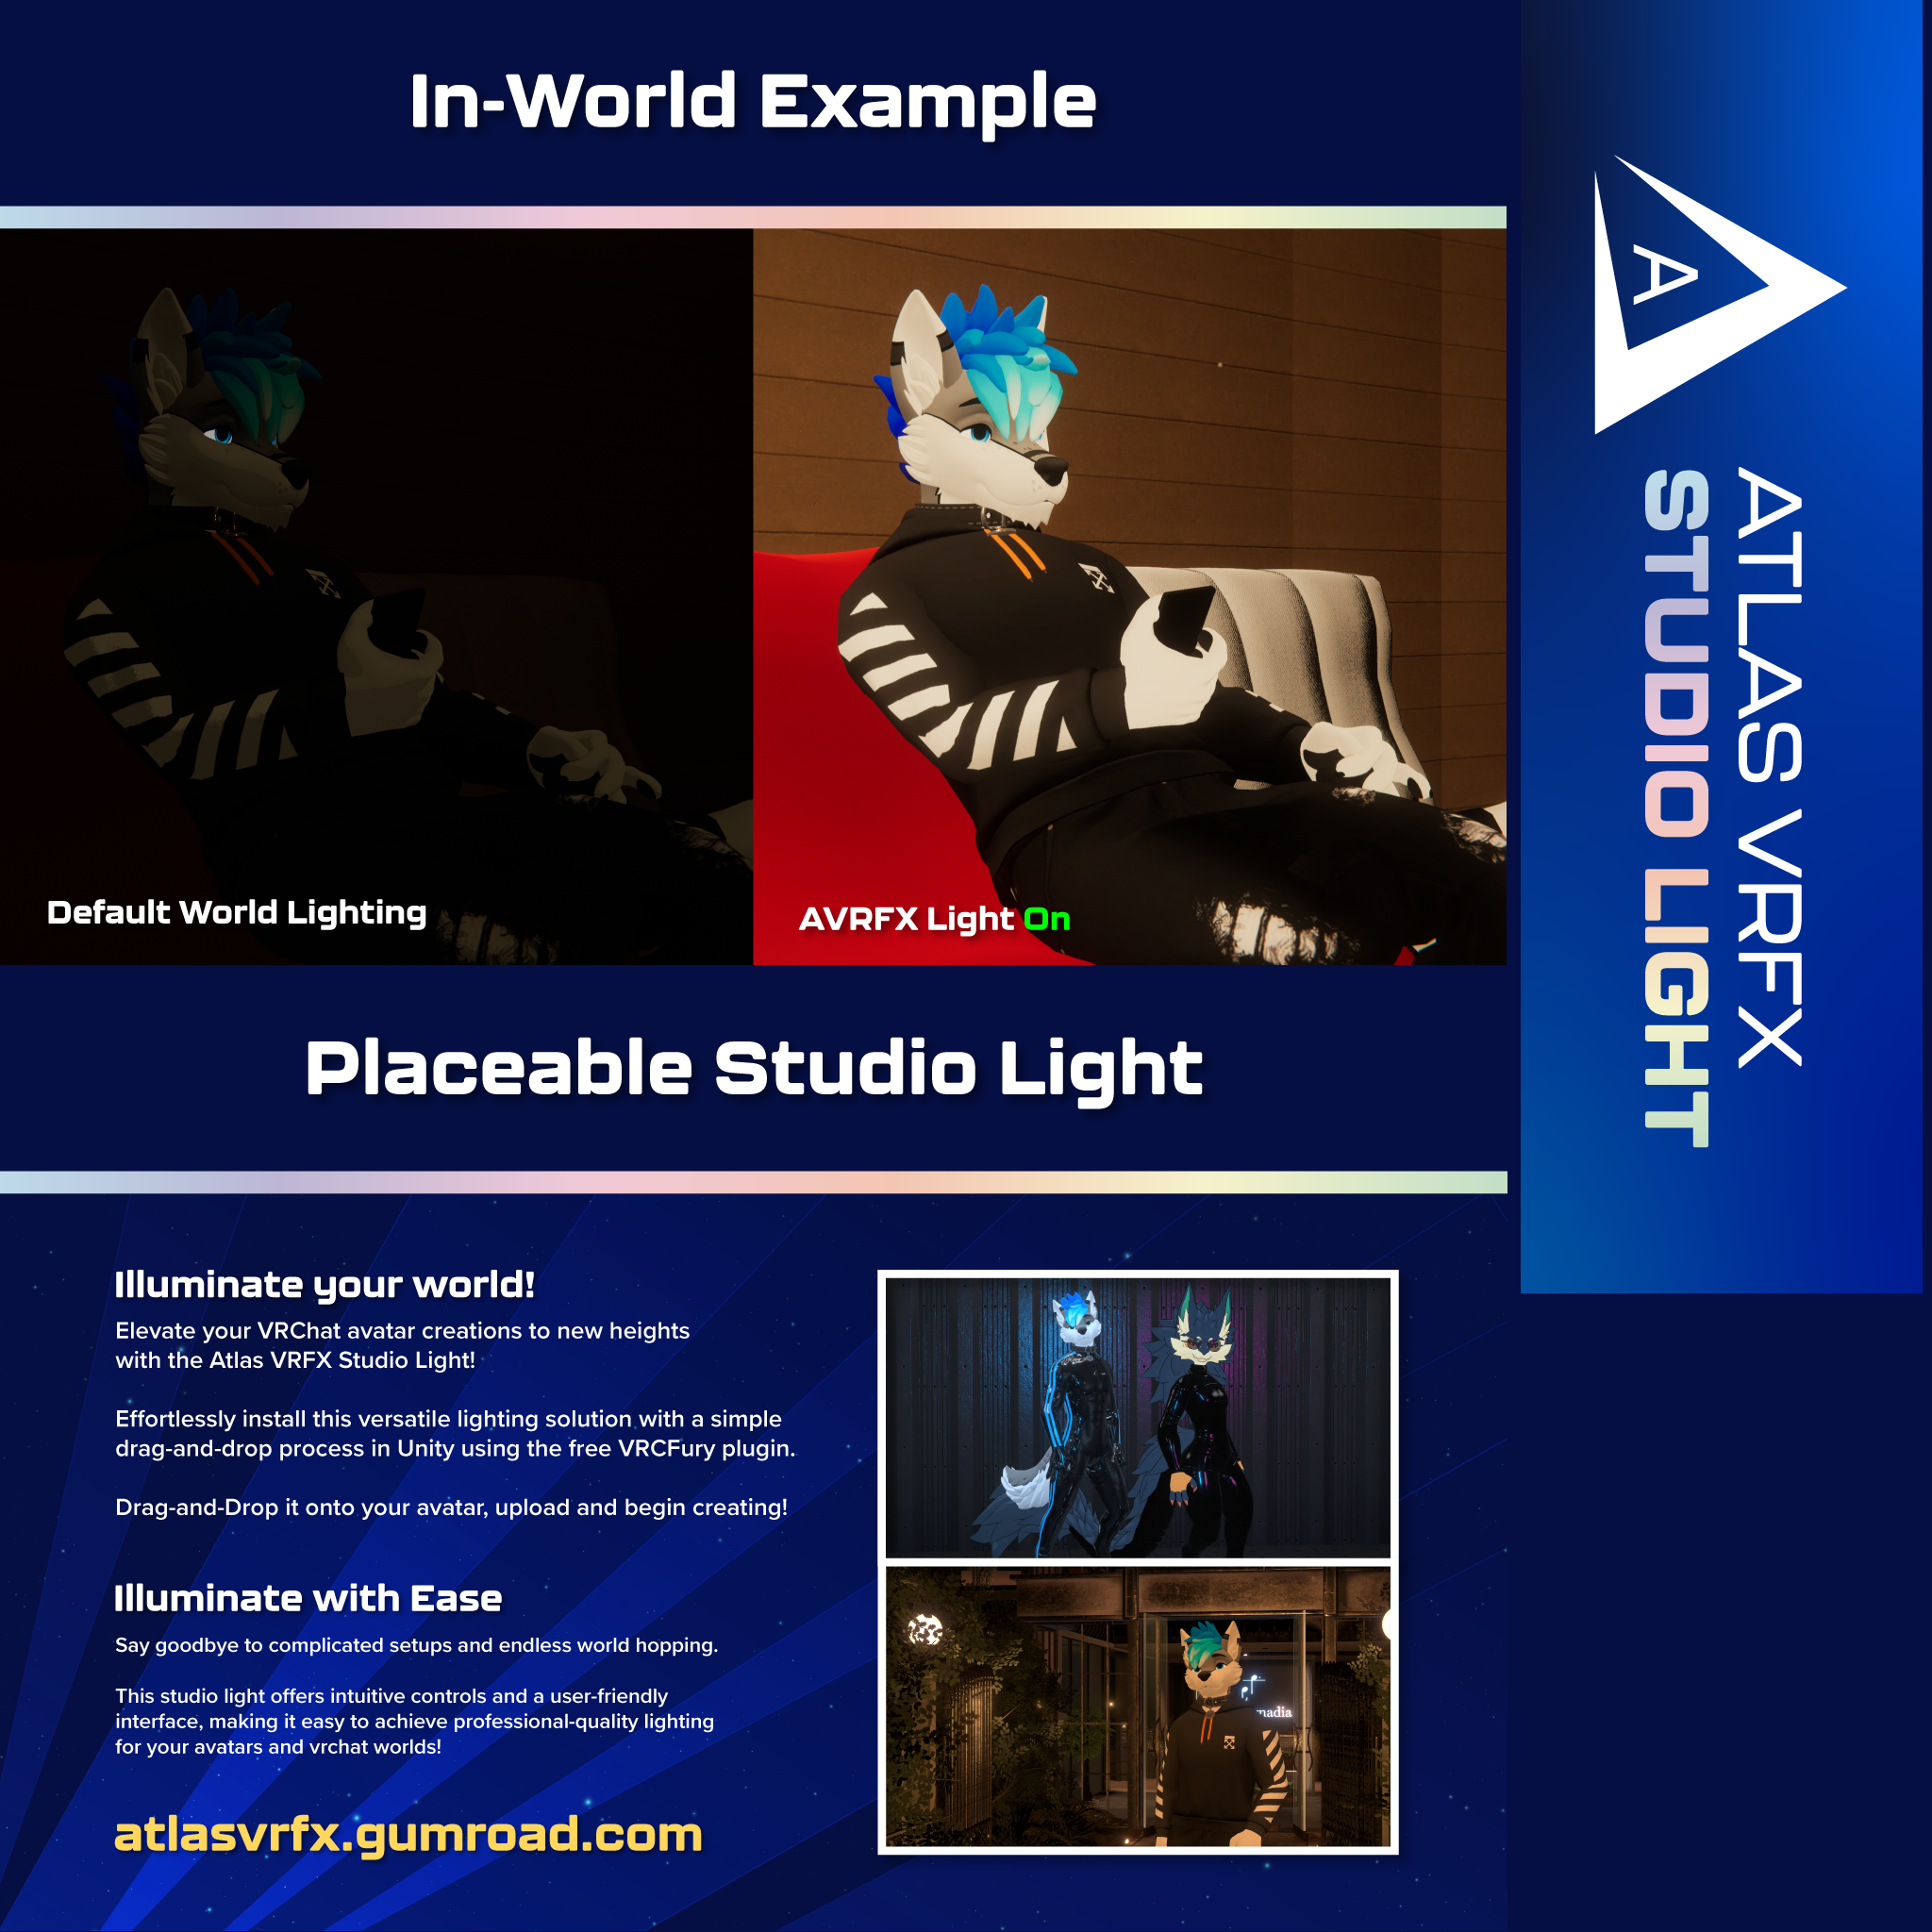 In-World Example
Default World Lighting
AVRFX Light On
Placeable Studio Light
Illuminate your world!
Elevate your VRChat avatar creations to new heights
with the Atlas VRFX Studio Light!
Effortlessly install this versatile lighting solution with a simple
drag-and-drop process in Unity using the free VRCFury plugin.
Drag-and-Drop it onto your avatar, upload and begin creating!
Illuminate with Ease
Say goodbye to complicated setups and endless world hopping.
This studio light offers intuitive controls and a user-friendly
interface, making it easy to achieve professional-quality lighting
for your avatars and vrchat worlds!
atlasvrfx.gumroad.com
A
ATLAS VRFX
STUDIO LIGHT